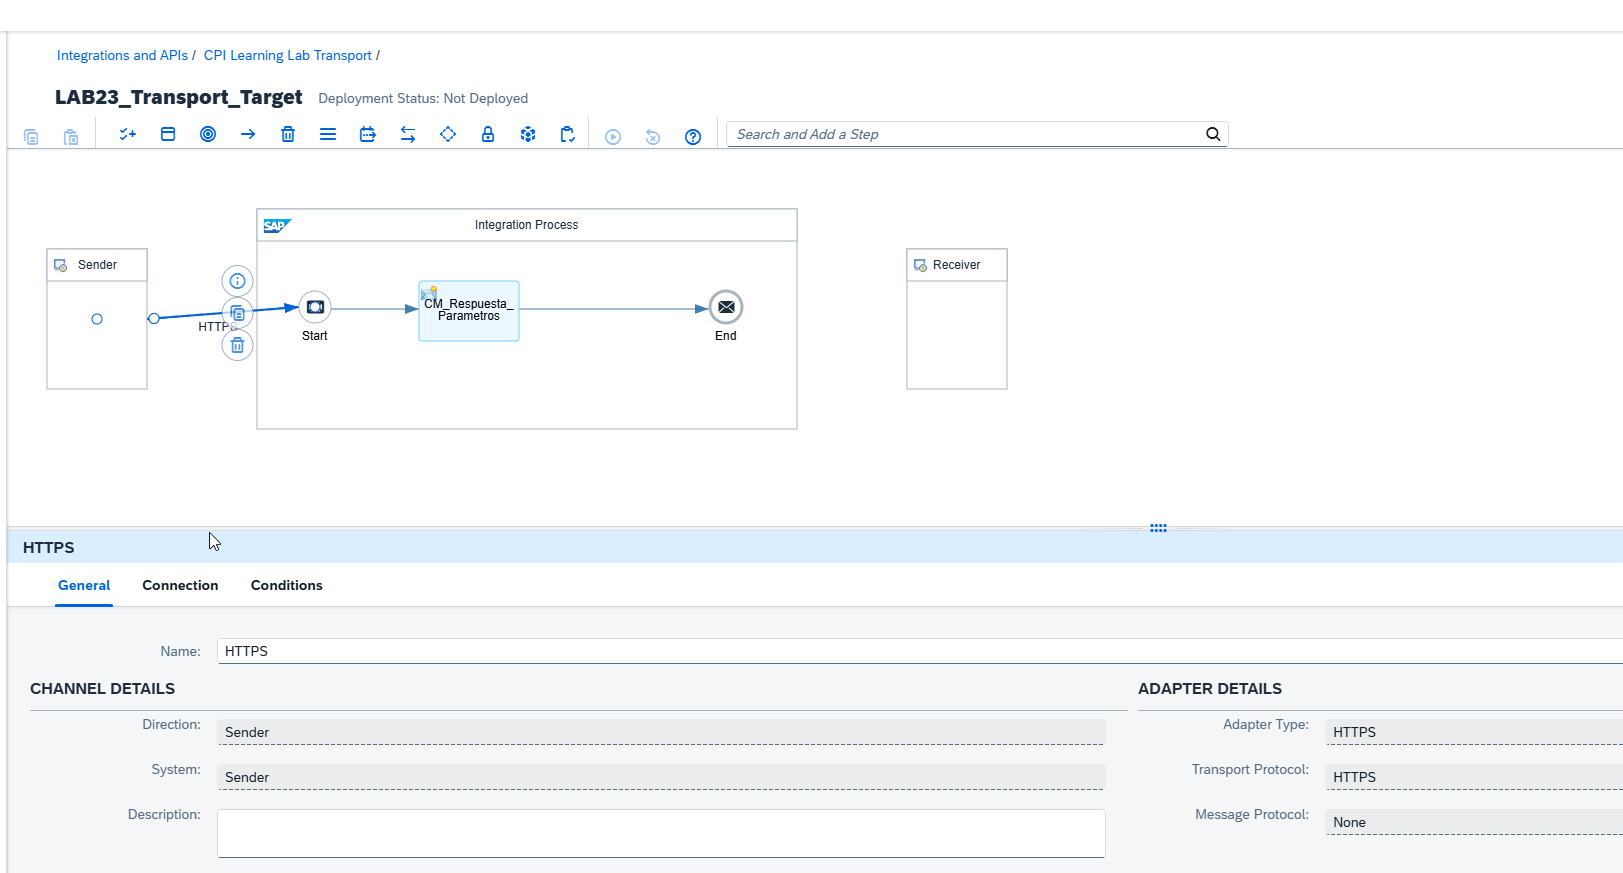 Integrations and APIs / CPI Learning Lab Transport /
LAB23_Transport_Target Deployment Status: Not Deployed
Search and Add a Step
SAP Integration Process
Sender
Receiver
CM_Respuesta_
Parametros
HTTPS
Start
End
HTTPS
General Connection Conditions
Name: HTTPS
CHANNEL DETAILS
ADAPTER DETAILS
Direction: Sender
Adapter Type: HTTPS
System: Sender
Transport Protocol: HTTPS
Description:
Message Protocol: None